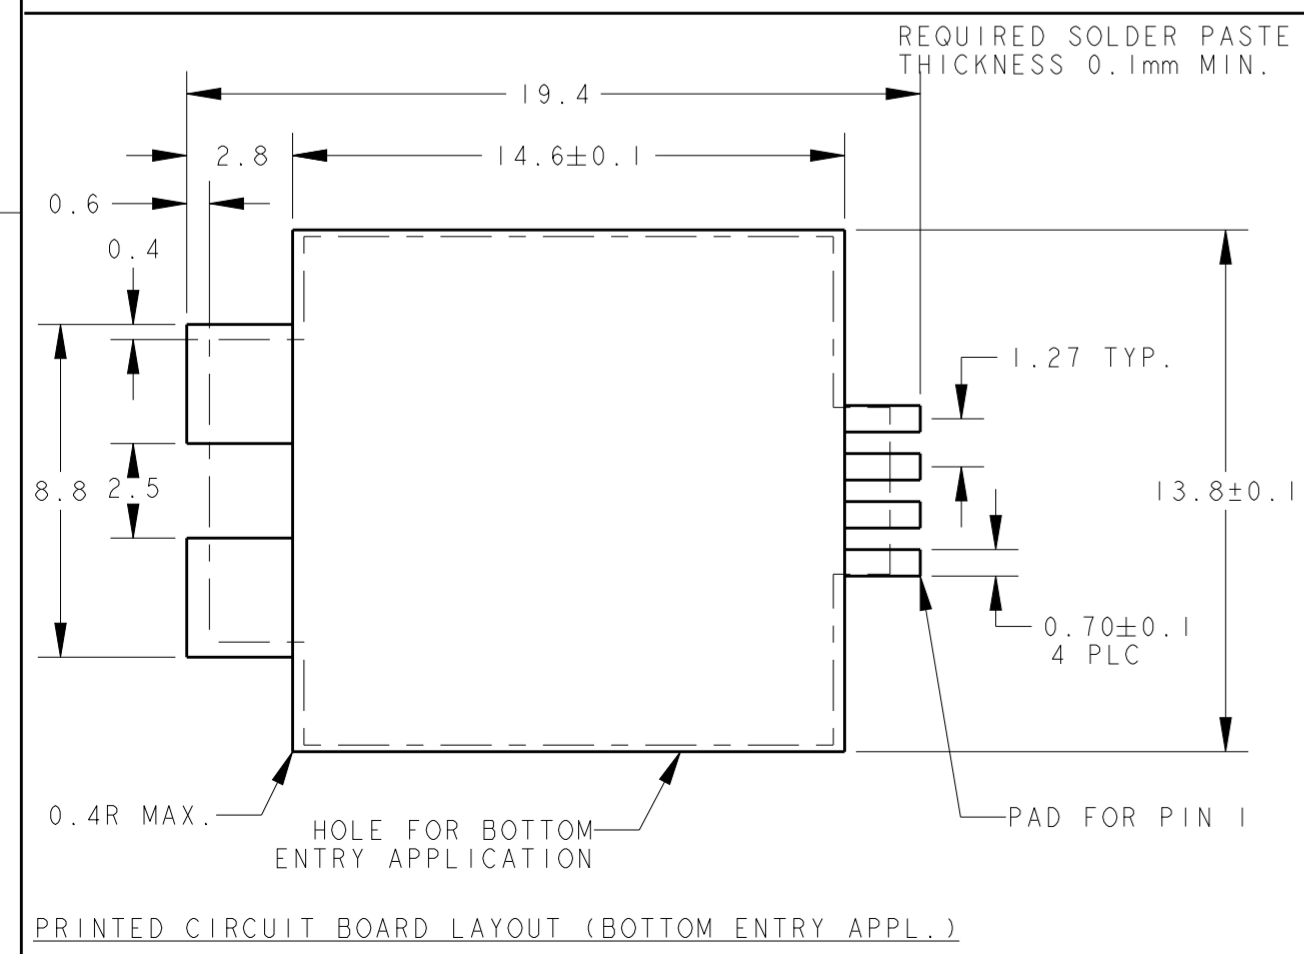 REQUIRED SOLDER PASTE
THICKNESS 0.1mm MIN.
19.4
2.8
14.6±0.1
0.6
0.4
1.27 TYP.
8.8
2.5
13.8±0.1
0.70±0.1
4 PLC
0.4R MAX.
HOLE FOR BOTTOM
ENTRY APPLICATION
PAD FOR PIN 1
PRINTED CIRCUIT BOARD LAYOUT (BOTTOM ENTRY APPL.)